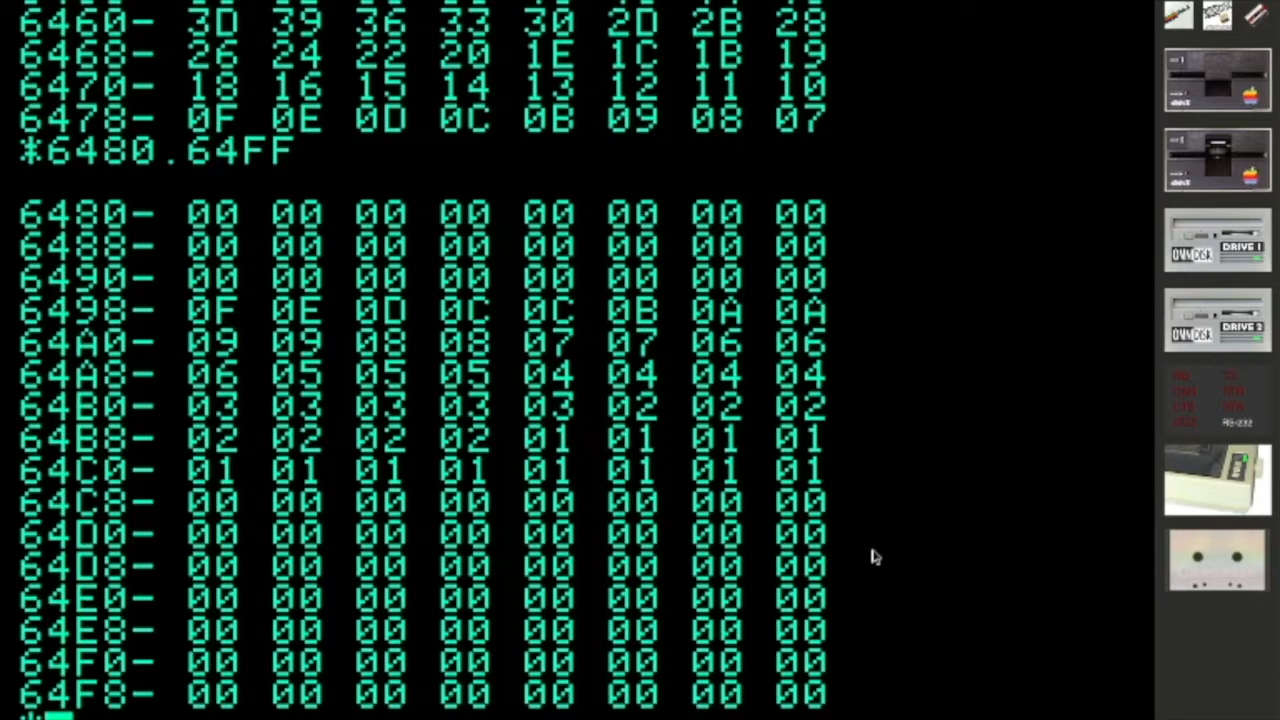 6460- 3D 39 36 33 30 2D 2B 28
6468- 26 24 22 20 1E 1C 1B 19
6470- 18 16 15 14 13 12 11 10
6478- 0F 0E 0D 0C 0B 09 08 07
*6480.64FF
6480- 00 00 00 00 00 00 00 00
6488- 00 00 00 00 00 00 00 00
6490- 00 00 00 00 00 00 00 00
6498- 0F 0E 0D 0C 0C 0B 0A 0A
64A0- 09 09 08 08 07 07 06 06
64A8- 06 05 05 05 04 04 04 04
64B0- 03 03 03 03 03 02 02 02
64B8- 02 02 02 02 01 01 01 01
64C0- 01 01 01 01 01 01 01 01
64C8- 00 00 00 00 00 00 00 00
64D0- 00 00 00 00 00 00 00 00
64D8- 00 00 00 00 00 00 00 00
64E0- 00 00 00 00 00 00 00 00
64E8- 00 00 00 00 00 00 00 00
64F0- 00 00 00 00 00 00 00 00
64F8- 00 00 00 00 00 00 00 00
*
DRIVE 1
DRIVE 2
RS-232